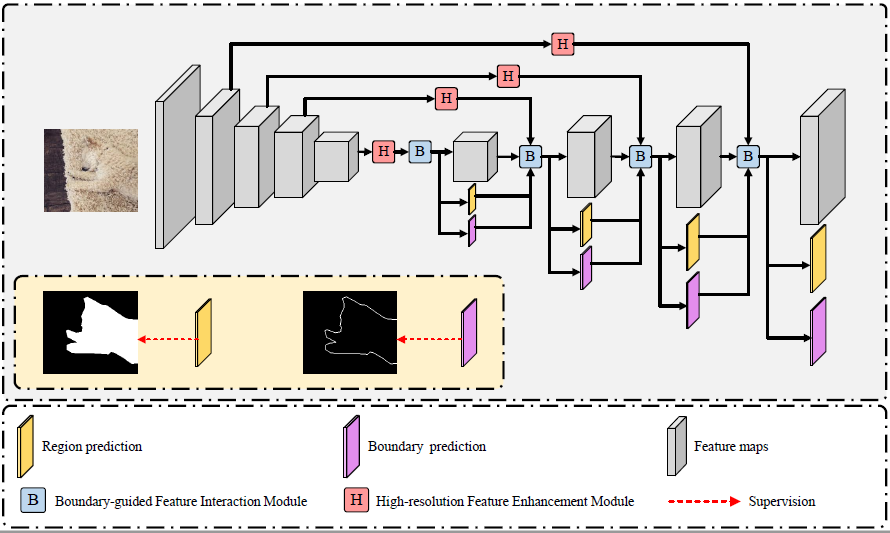 H
H
H
H
B
B
B
B
Region prediction
Boundary prediction
Feature maps
B Boundary-guided Feature Interaction Module
H High-resolution Feature Enhancement Module
Supervision